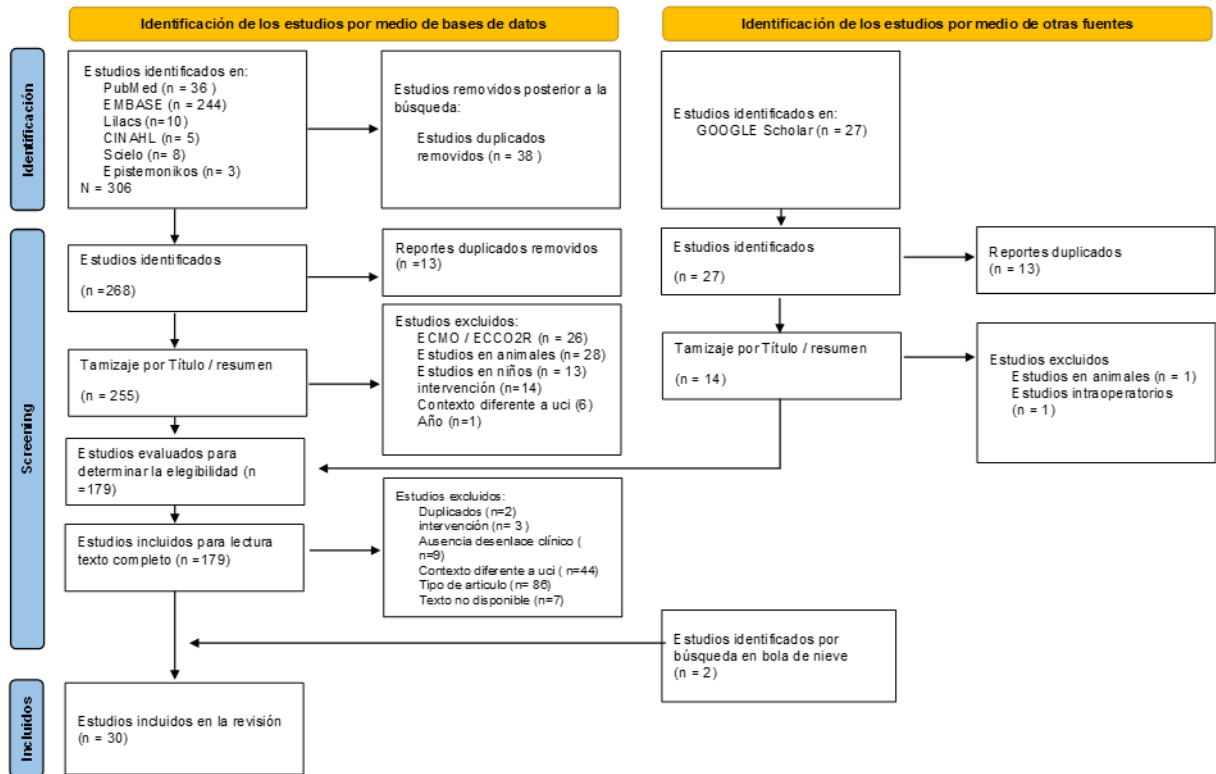 Identificación de los estudios por medio de bases de datos
Identificación de los estudios por medio de otras fuentes
Identificación
Estudios identificados en:
PubMed (n = 36 )
EMBASE (n = 244)
Lilacs (n=10)
CINAHL (n= 5)
Scielo (n= 8)
Epistemonikos (n= 3)
N = 306
Estudios removidos posterior a la
búsqueda:
Estudios duplicados
removidos (n = 38 )
Estudios identificados en:
GOOGLE Scholar (n = 27)
Screening
Estudios identificados
(n =268)
Reportes duplicados removidos
(n =13)
Estudios identificados
(n = 27)
Reportes duplicados
(n = 13)
Tamizaje por Título / resumen
(n = 255)
Estudios excluidos:
ECMO / ECCO2R (n = 26)
Estudios en animales (n= 28)
Estudios en niños (n = 13)
intervención (n=14)
Contexto diferente a uci (6)
Año (n=1)
Tamizaje por Título / resumen
(n = 14)
Estudios excluidos
Estudios en animales (n = 1)
Estudios intraoperatorios
(n = 1)
Estudios evaluados para
determinar la elegibilidad (n
=179)
Estudios incluidos para lectura
texto completo (n =179)
Estudios excluidos:
Duplicados (n=2)
intervención (n= 3 )
Ausencia desenlace clínico (
n=9)
Contexto diferente a uci ( n=44)
Tipo de articulo (n= 86)
Texto no disponible (n=7)
Estudios identificados por
búsqueda en bola de nieve
(n = 2)
Incluidos
Estudios incluidos en la revisión
(n = 30)